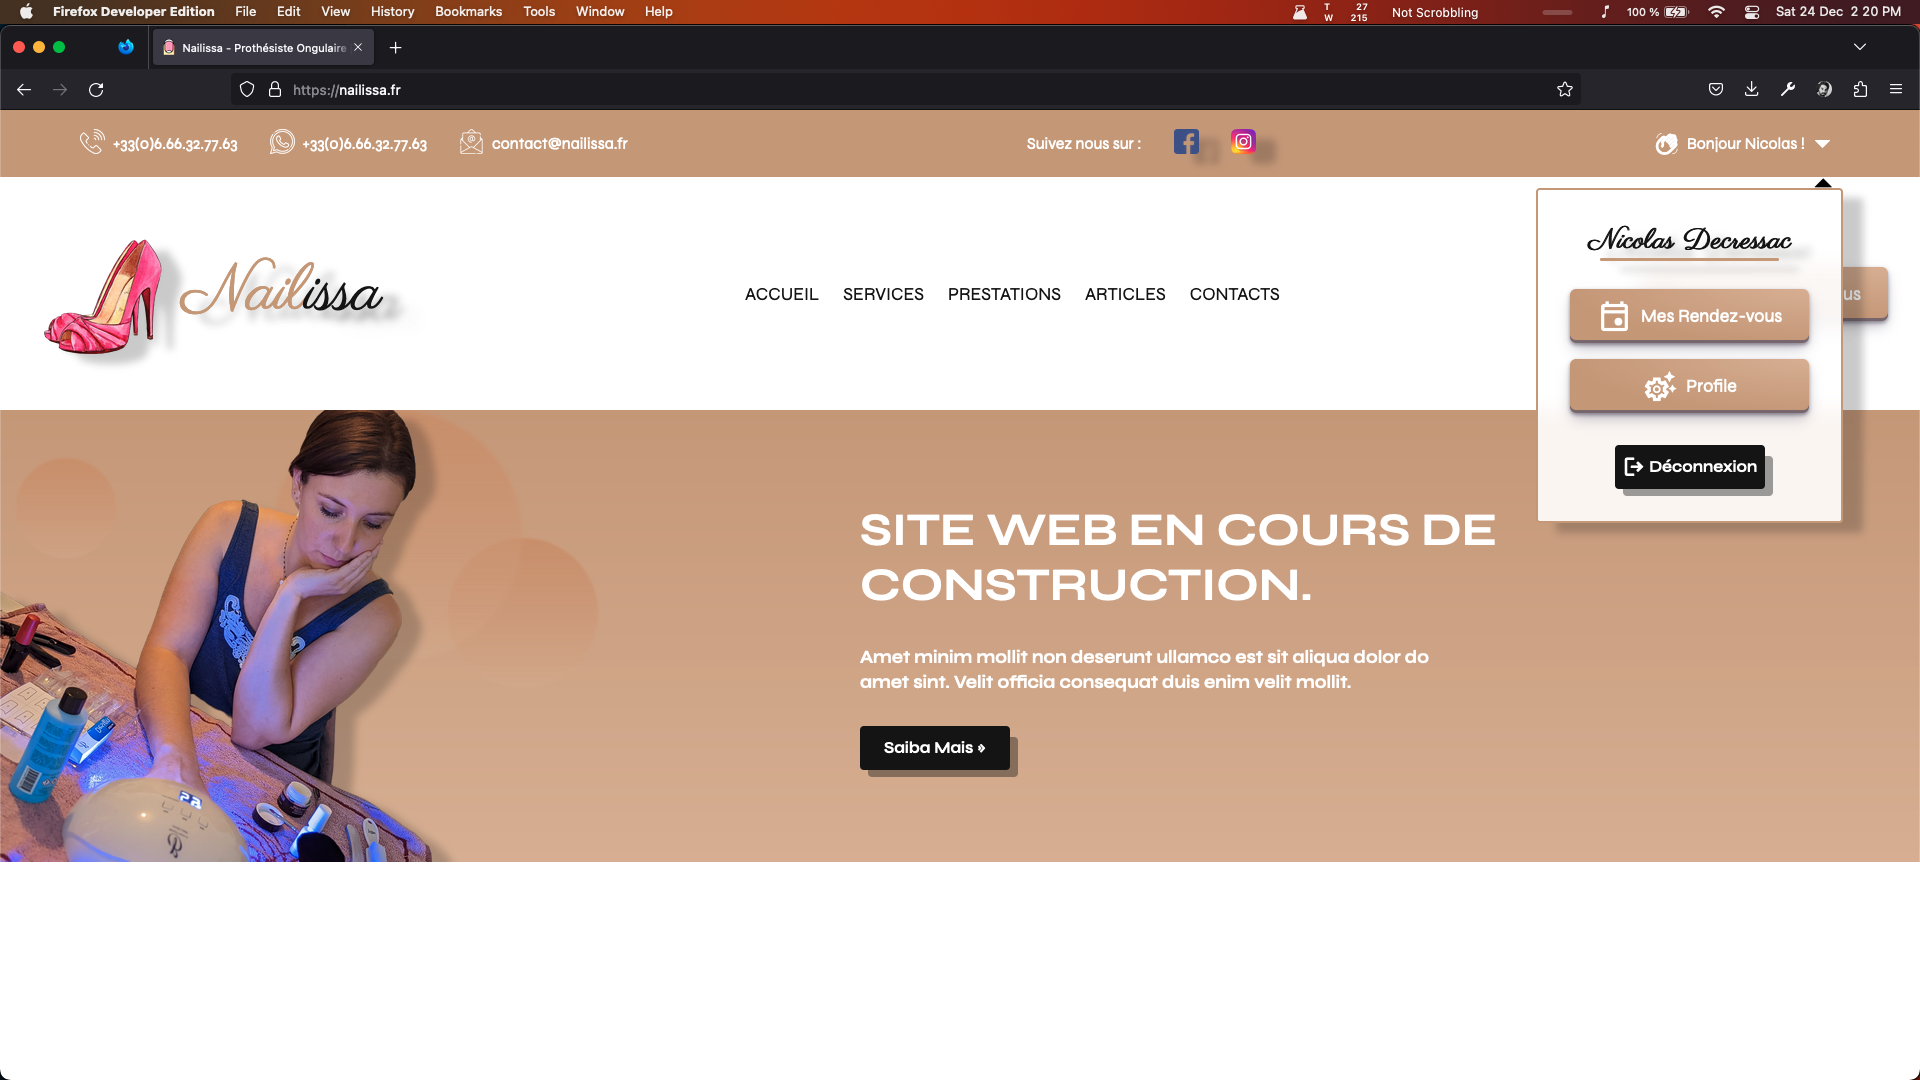 Firefox Developer Edition File Edit View History Bookmarks Tools Window Help
T 27
W 215
Not Scrobbling
100 %
Sat 24 Dec 2 20 PM
Nailissa - Prothésiste Ongulaire
https://nailissa.fr
+33(0)6.66.32.77.63 +33(0)6.66.32.77.63 contact@nailissa.fr
Suivez nous sur :
Bonjour Nicolas !
Nailissa
ACCUEIL SERVICES PRESTATIONS ARTICLES CONTACTS
Nicolas Decressac
Mes Rendez-vous
us
Profile
Déconnexion
SITE WEB EN COURS DE
CONSTRUCTION.
Amet minim mollit non deserunt ullamco est sit aliqua dolor do
amet sint. Velit officia consequat duis enim velit mollit.
Saiba Mais »
22